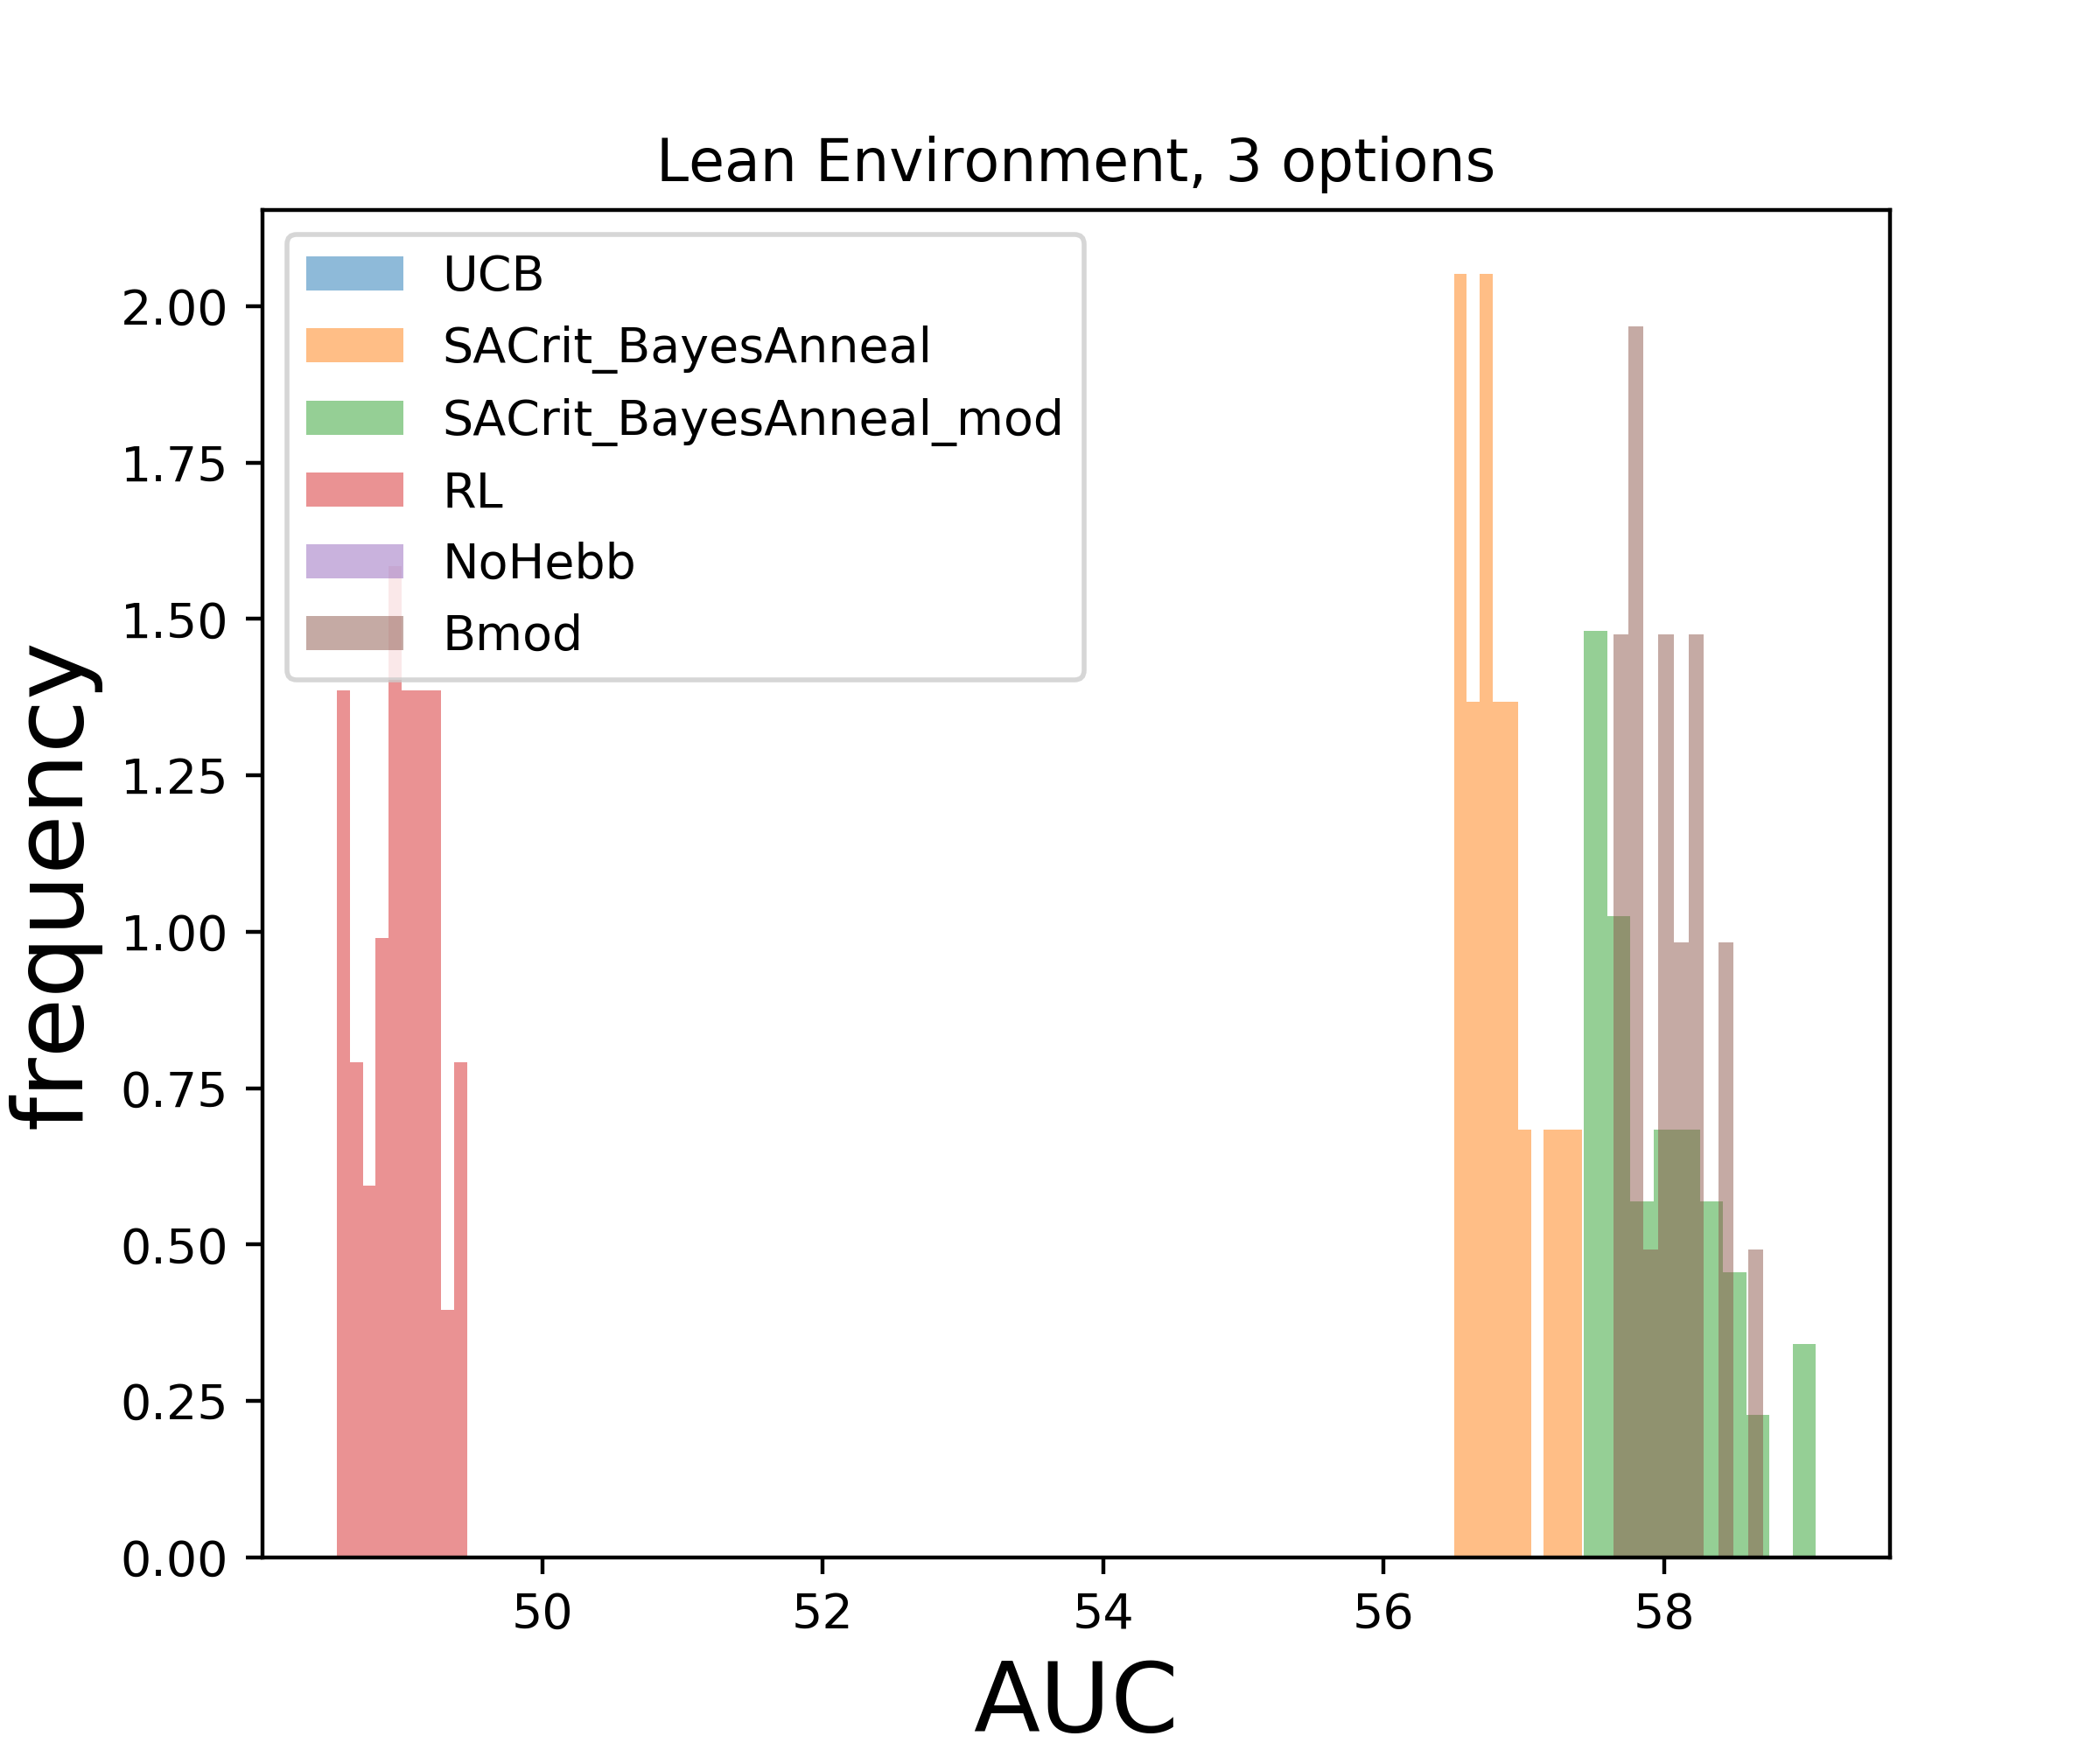 Lean Environment, 3 options
UCB
SACrit_BayesAnneal
SACrit_BayesAnneal_mod
RL
NoHebb
Bmod
frequency
2.00
1.75
1.50
1.25
1.00
0.75
0.50
0.25
0.00
50 52 54 56 58
AUC